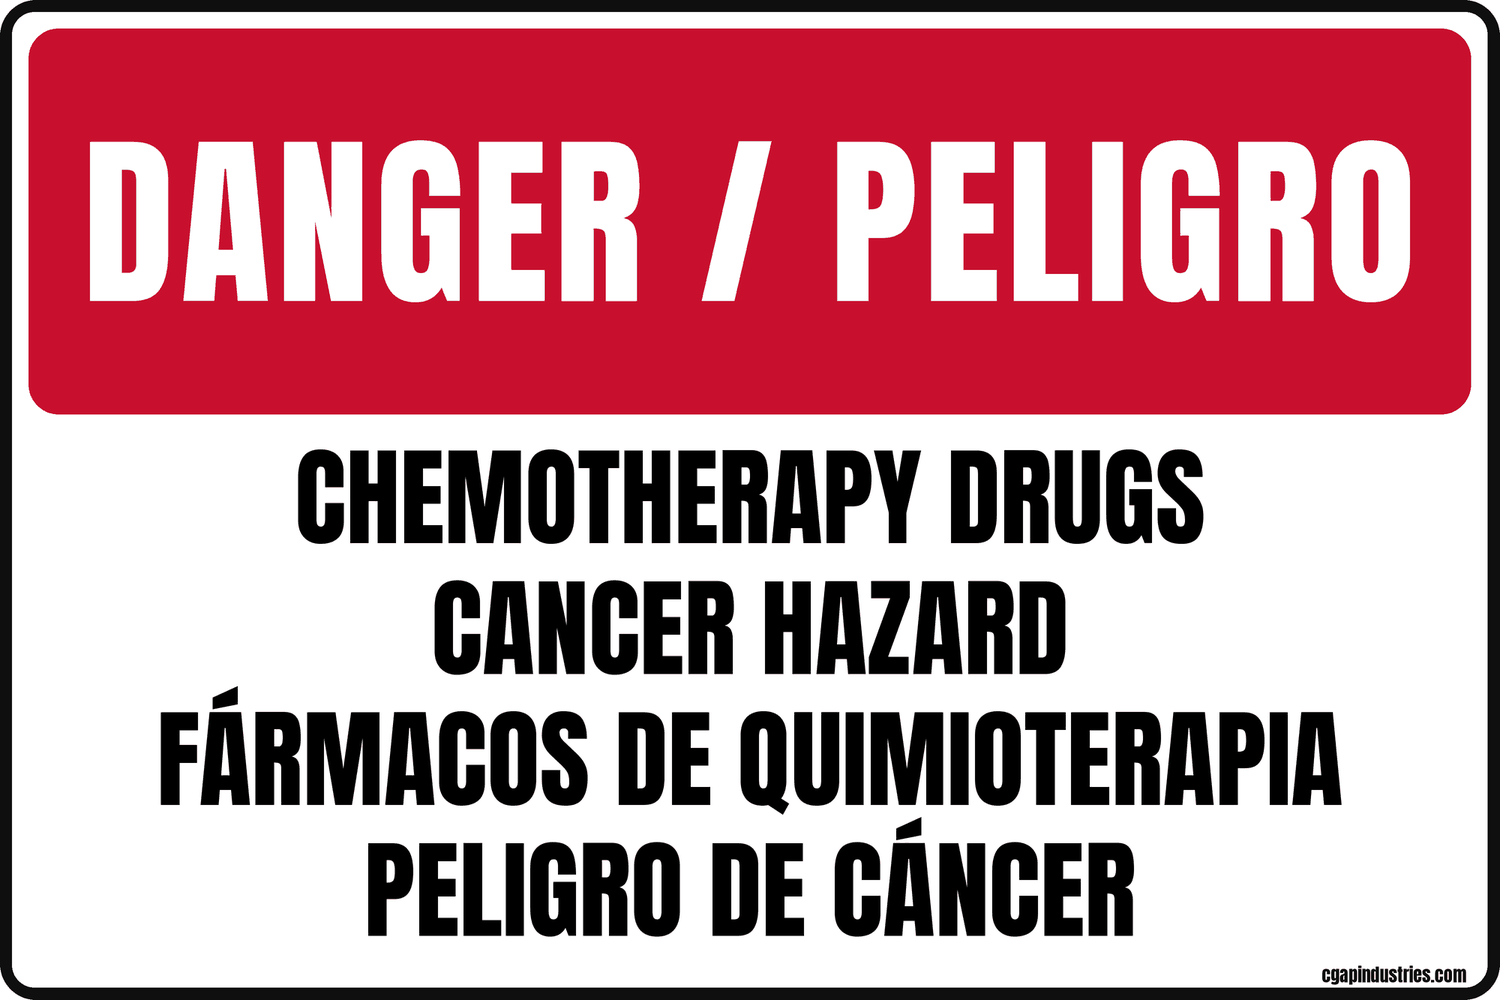 DANGER / PELIGRO
CHEMOTHERAPY DRUGS
CANCER HAZARD
FÁRMACOS DE QUIMIOTERAPIA
PELIGRO DE CÁNCER
cgapindustries.com